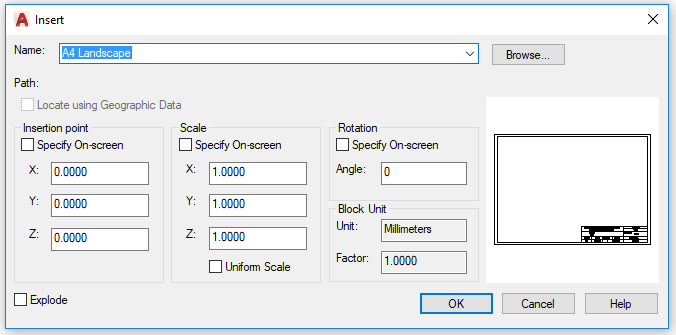 Insert
Name: A4 Landscape Browse...
Path:
Locate using Geographic Data
Insertion point Scale Rotation
Specify On-screen Specify On-screen Specify On-screen
X: 0.0000 X: 1.0000 Angle: 0
Y: 0.0000 Y: 1.0000
Block Unit
Z: 0.0000 Z: 1.0000 Unit: Millimeters
Uniform Scale Factor: 1.0000
Explode OK Cancel Help